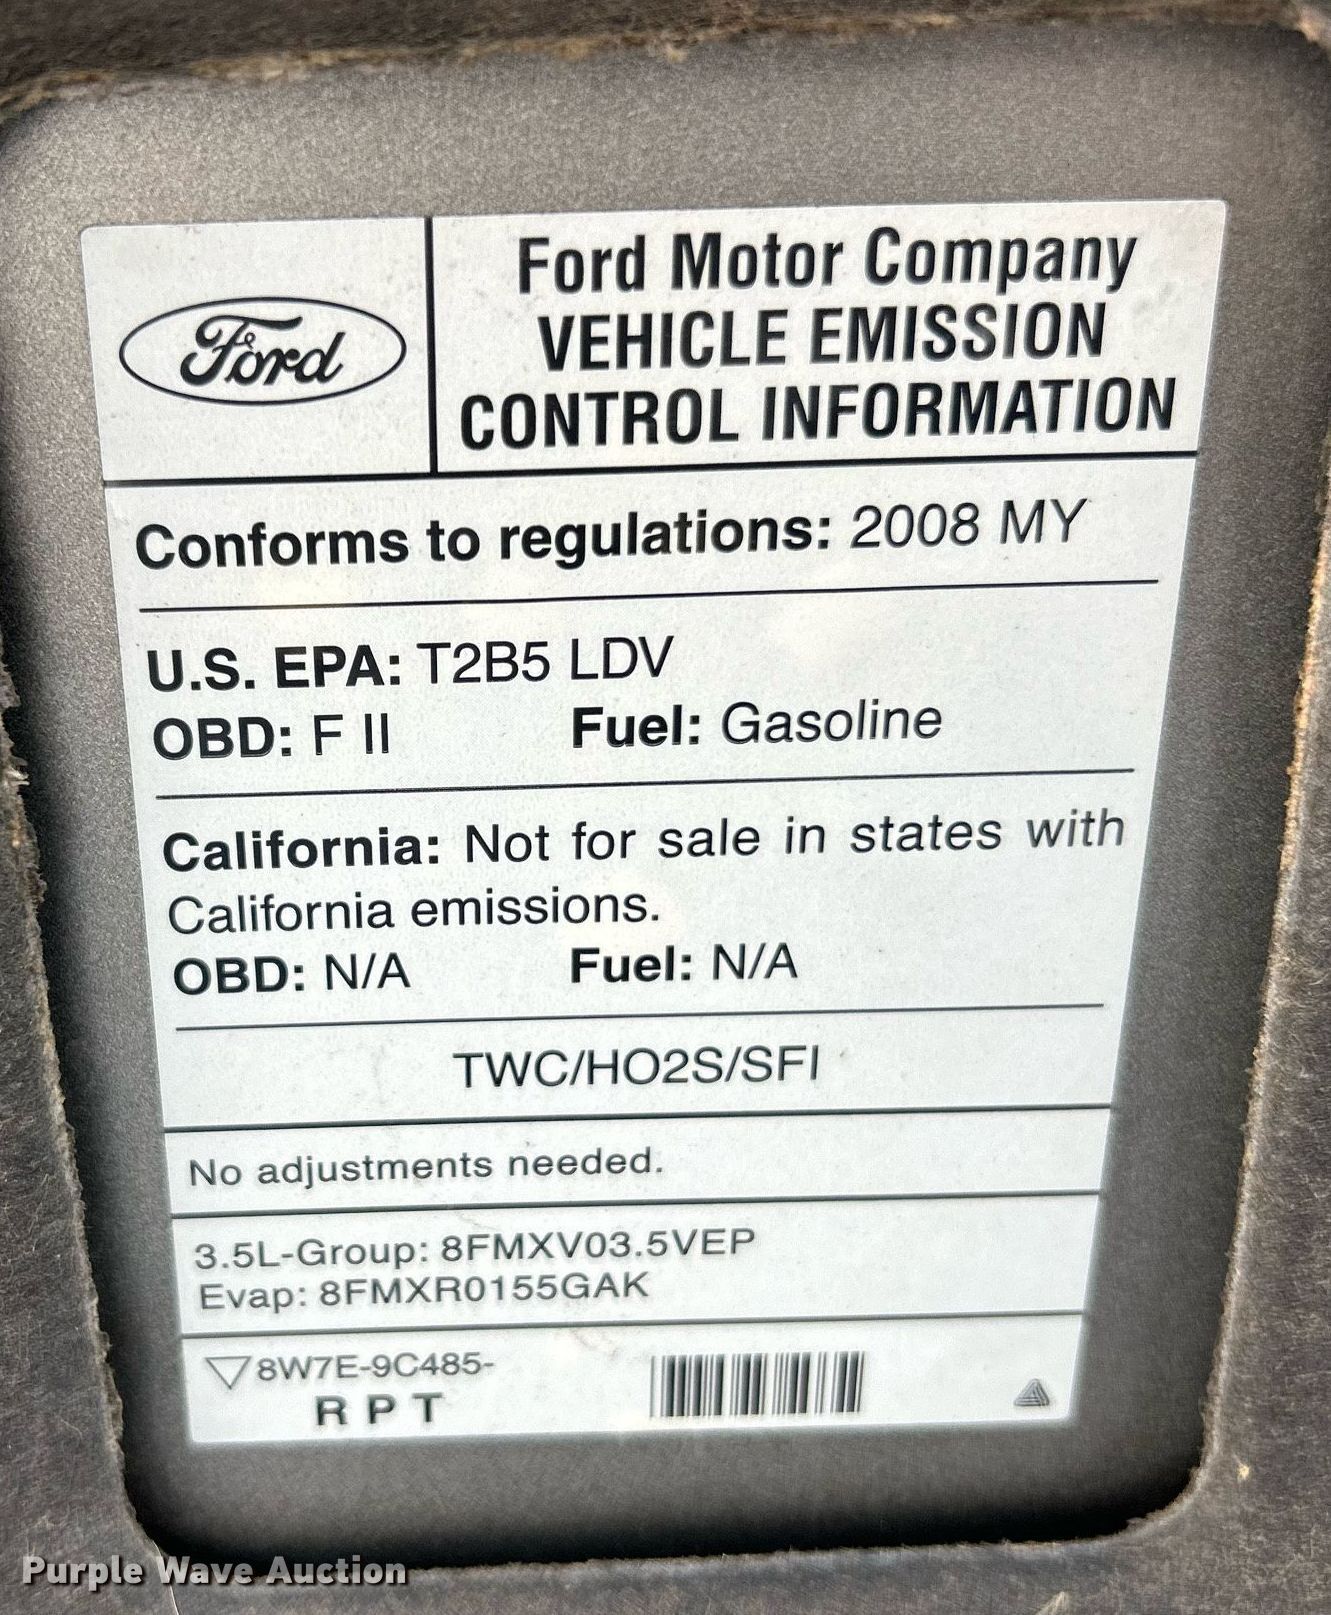 Ford
Ford Motor Company
VEHICLE EMISSION
CONTROL INFORMATION
Conforms to regulations: 2008 MY
U.S. EPA: T2B5 LDV
OBD: F II Fuel: Gasoline
California: Not for sale in states with
California emissions.
OBD: N/A Fuel: N/A
TWC/HO2S/SFI
No adjustments needed.
3.5L-Group: 8FMXV03.5VEP
Evap: 8FMXR0155GAK
8W7E-9C485-
R P T
Purple Wave Auction